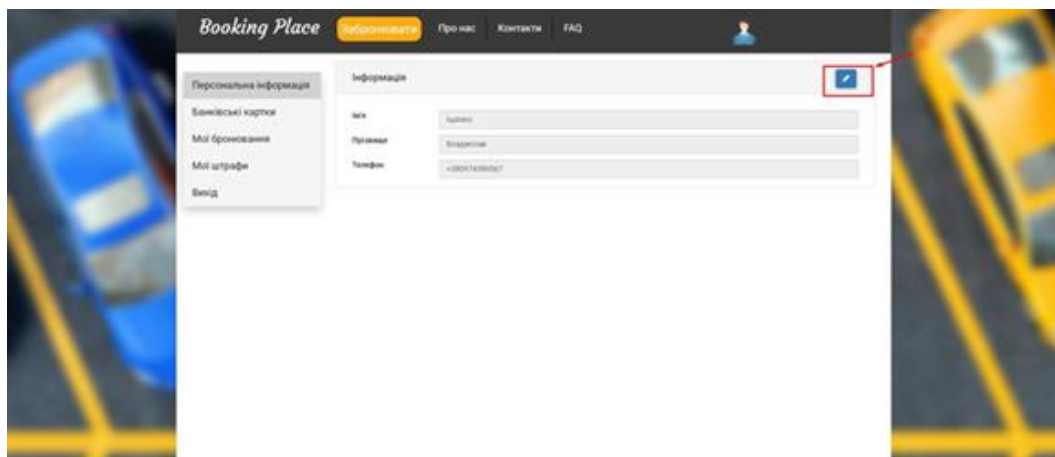 Booking Place
Забронювати
Про нас
Контакти
FAQ
Персональна інформація
Банківські картки
Мої бронювання
Мої штрафи
Вихід
Інформація
Ім'я
Прізвище
Владислав
Телефон